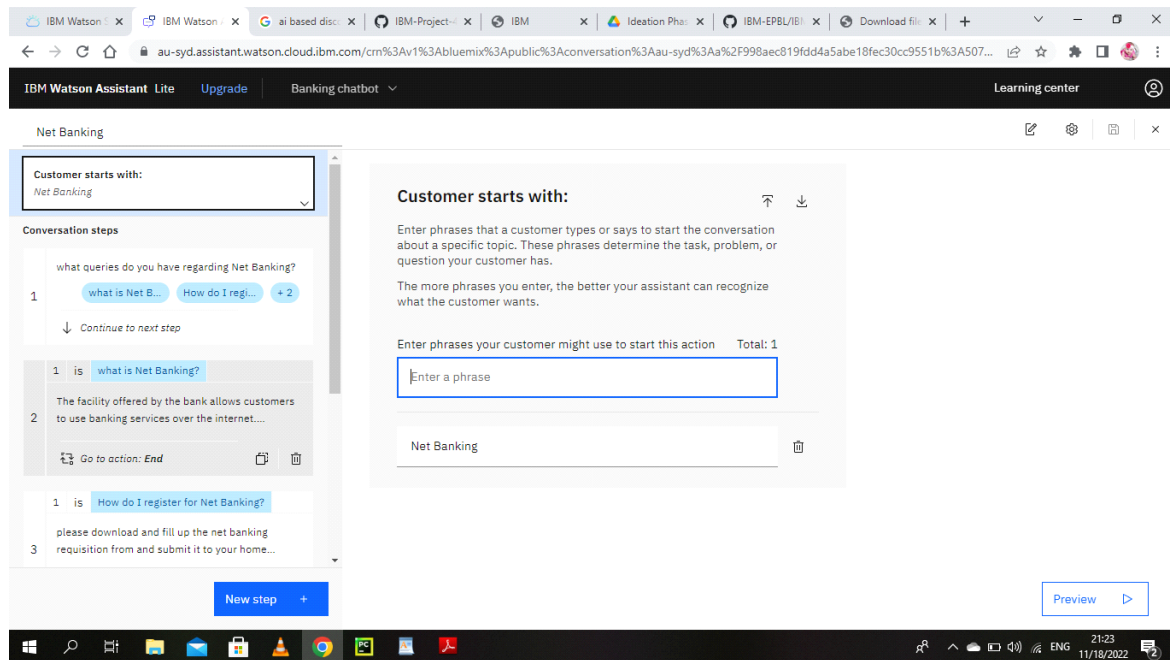 IBM Watson S
IBM Watson A
ai based disc
IBM-Project-4
IBM
Ideation Phas
IBM-EPBL/IBM
Download file
au-syd.assistant.watson.cloud.ibm.com/crn%3Av1%3Abluemix%3Apublic%3Aconversation%3Aau-syd%3Aa%2F998aec819fdd4a5abe18fec30cc9551b%3A507...
IBM Watson Assistant Lite Upgrade Banking chatbot Learning center
Net Banking
Customer starts with:
Net Banking
Conversation steps
what queries do you have regarding Net Banking?
1
what is Net B... How do I regi... + 2
Continue to next step
1 is what is Net Banking?
The facility offered by the bank allows customers
2 to use banking services over the internet....
Go to action: End
1 is How do I register for Net Banking?
please download and fill up the net banking
3 requisition from and submit it to your home...
New step +
Customer starts with:
Enter phrases that a customer types or says to start the conversation
about a specific topic. These phrases determine the task, problem, or
question your customer has.
The more phrases you enter, the better your assistant can recognize
what the customer wants.
Enter phrases your customer might use to start this action Total: 1
Enter a phrase
Net Banking
Preview
PC
ENG
21:23
11/18/2022
2